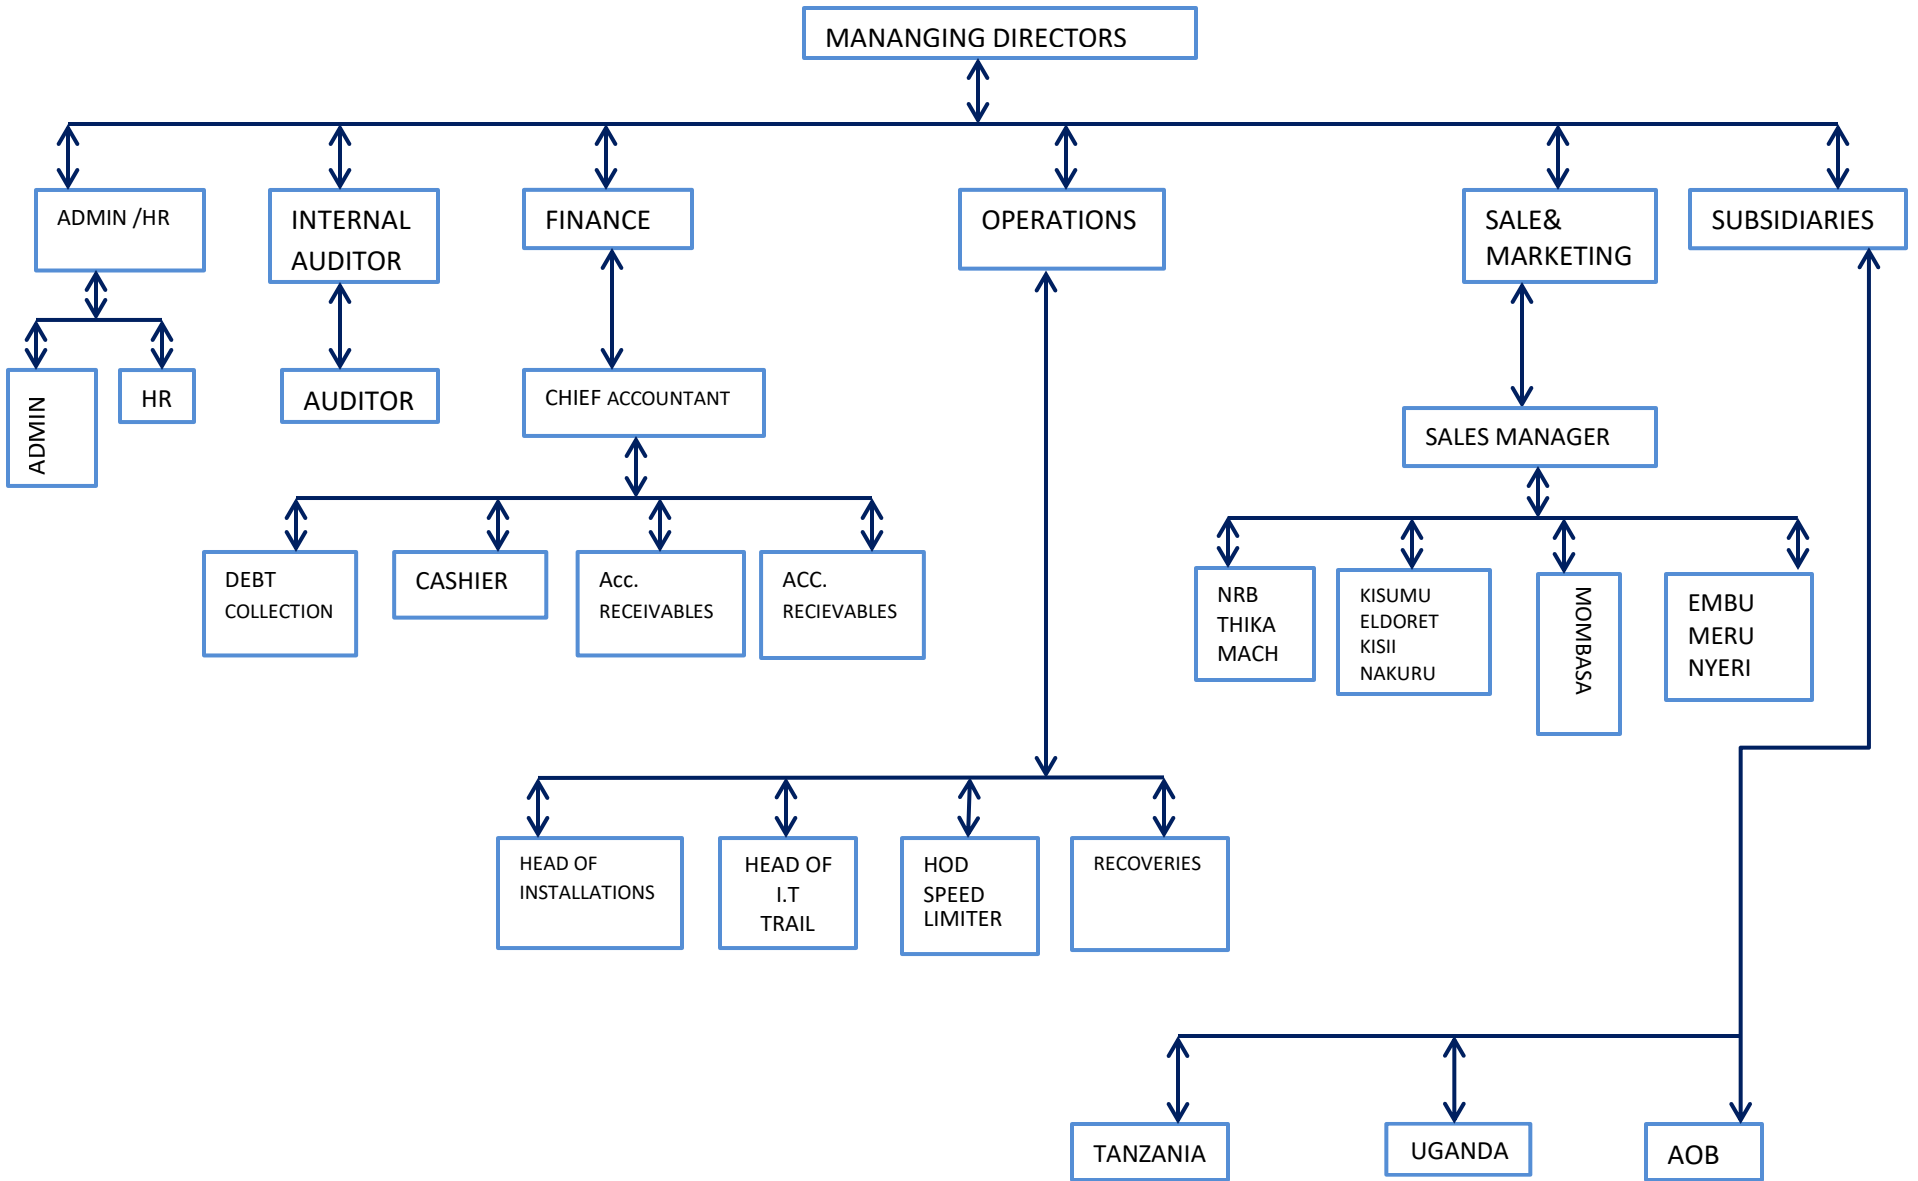 MANANGING DIRECTORS
ADMIN /HR
INTERNAL
AUDITOR
FINANCE
OPERATIONS
SALE&
MARKETING
SUBSIDIARIES
ADMIN
HR
AUDITOR
CHIEF ACCOUNTANT
SALES MANAGER
DEBT
COLLECTION
CASHIER
Acc.
RECEIVABLES
ACC.
RECIEVABLES
NRB
THIKA
MACH
KISUMU
ELDORET
KISII
NAKURU
MOMBASA
EMBU
MERU
NYERI
HEAD OF
INSTALLATIONS
HEAD OF
I.T
TRAIL
HOD
SPEED
LIMITER
RECOVERIES
TANZANIA
UGANDA
AOB